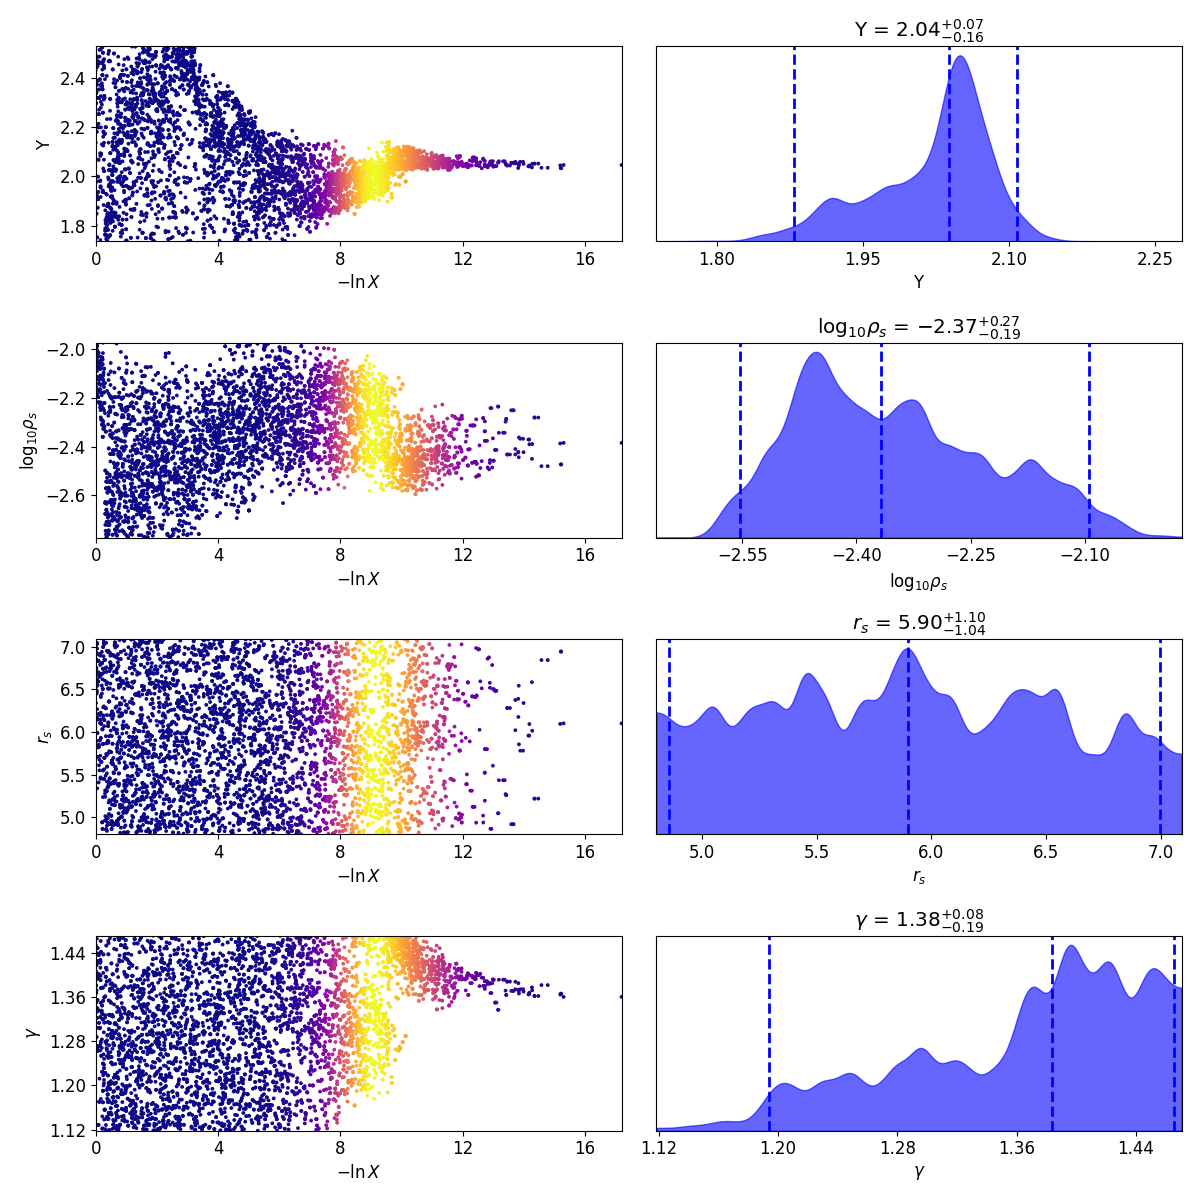 Y = 2.04^{+0.07}_{−0.16}
2.4
2.2
2.0
1.8
Y
0 4 8 12 16
−ln X
1.80 1.95 2.10 2.25
Y
log₁₀ρₛ = −2.37^{+0.27}_{−0.19}
−2.0
−2.2
−2.4
−2.6
log₁₀ρₛ
0 4 8 12 16
−ln X
−2.55 −2.40 −2.25 −2.10
log₁₀ρₛ
rₛ = 5.90^{+1.10}_{−1.04}
7.0
6.5
6.0
5.5
5.0
rₛ
0 4 8 12 16
−ln X
5.0 5.5 6.0 6.5 7.0
rₛ
γ = 1.38^{+0.08}_{−0.19}
1.44
1.36
1.28
1.20
1.12
γ
0 4 8 12 16
−ln X
1.12 1.20 1.28 1.36 1.44
γ